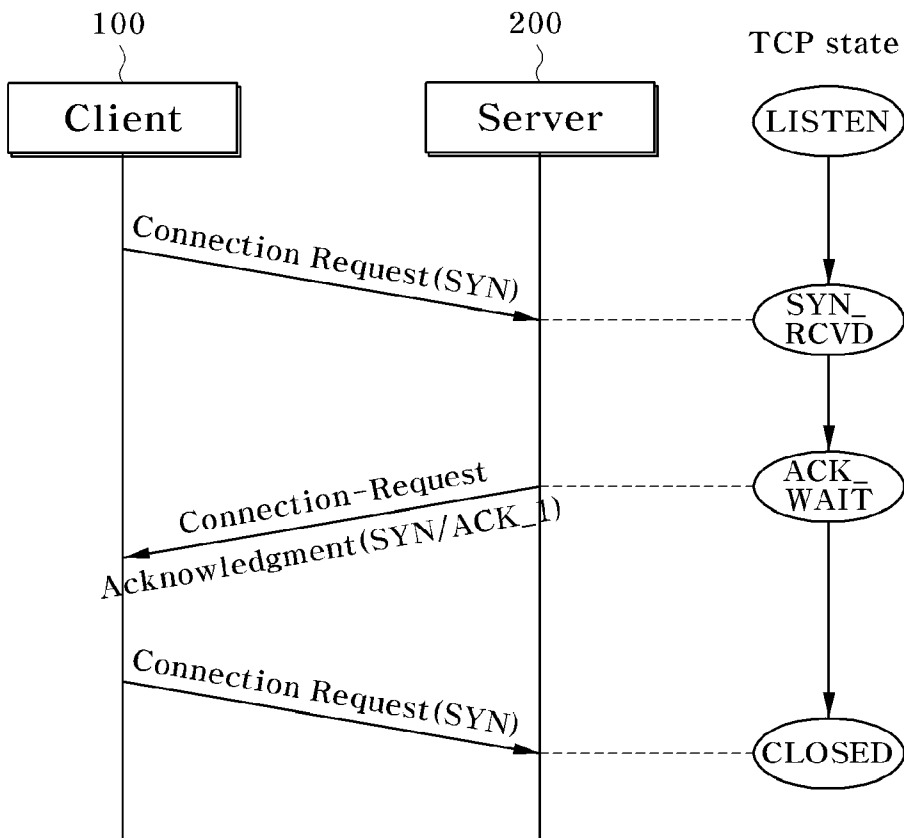 100
200
TCP state
Client
Server
LISTEN
Connection Request(SYN)
SYN_
RCVD
Connection-Request
Acknowledgment(SYN/ACK_1)
ACK_
WAIT
Connection Request(SYN)
CLOSED